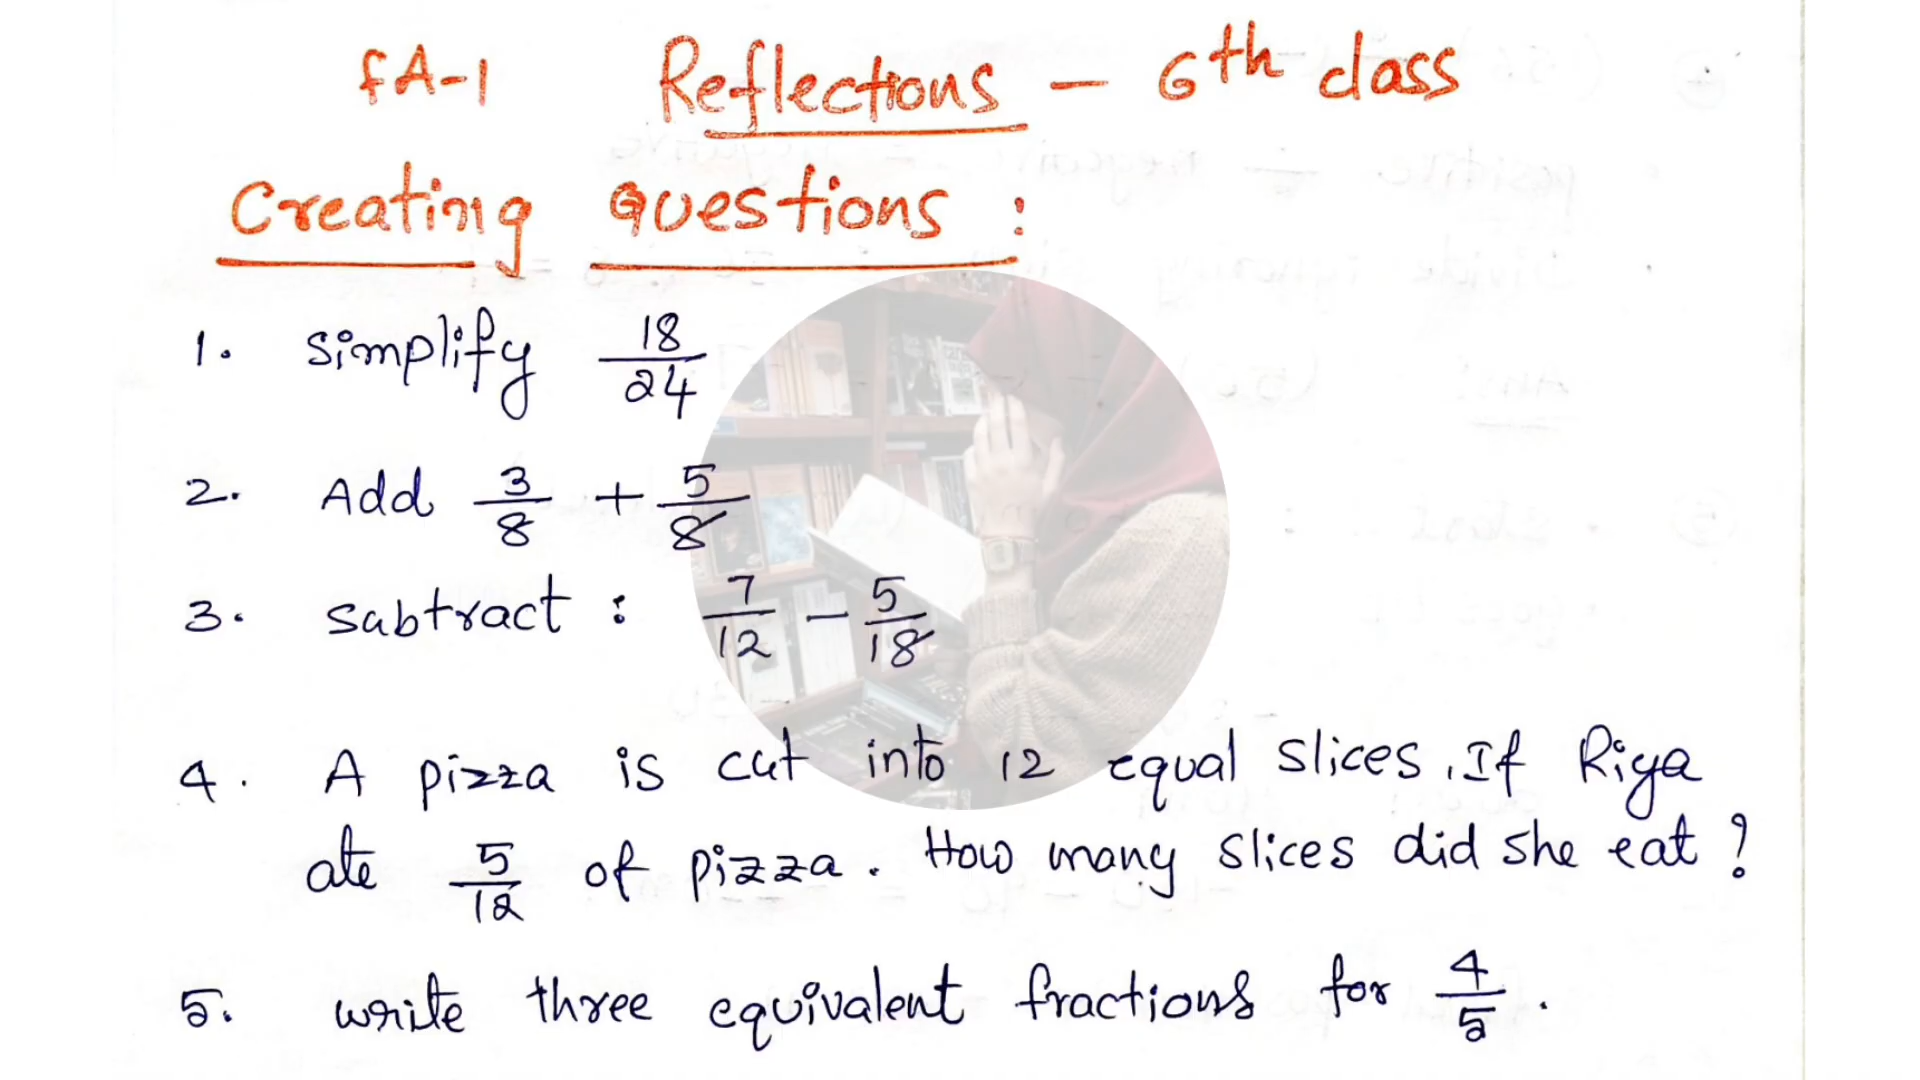 fA-1 Reflections - 6th class
Creating Questions :
1. Simplify 18/24
2. Add 3/8 + 5/8
3. Sabtract : 7/12 - 5/18
4. A pizza is cut into 12 equal slices. If Riya
ate 5/12 of pizza. How many slices did she eat ?
5. write three equivalent fractions for 4/5.